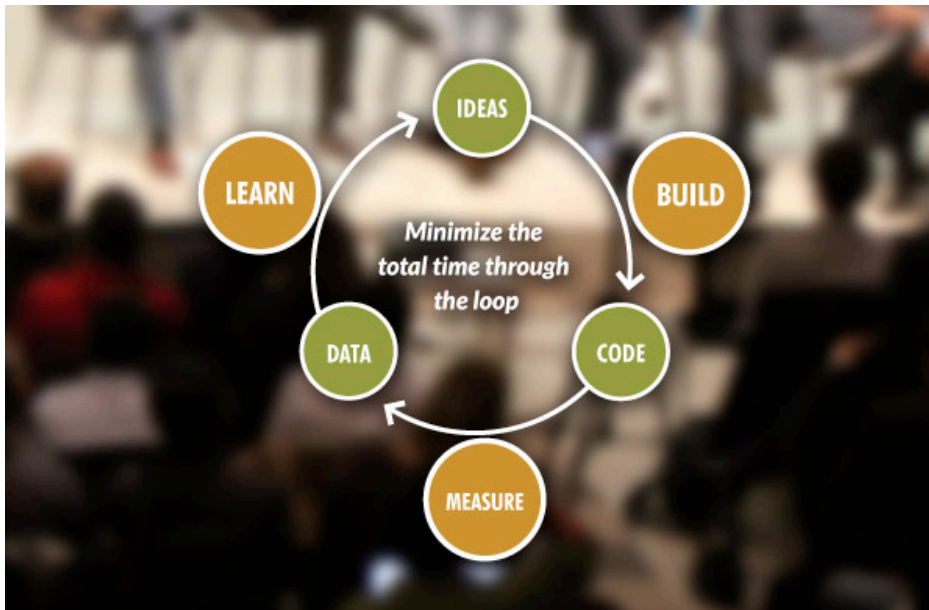 IDEAS
LEARN
BUILD
Minimize the
total time through
the loop
DATA
CODE
MEASURE